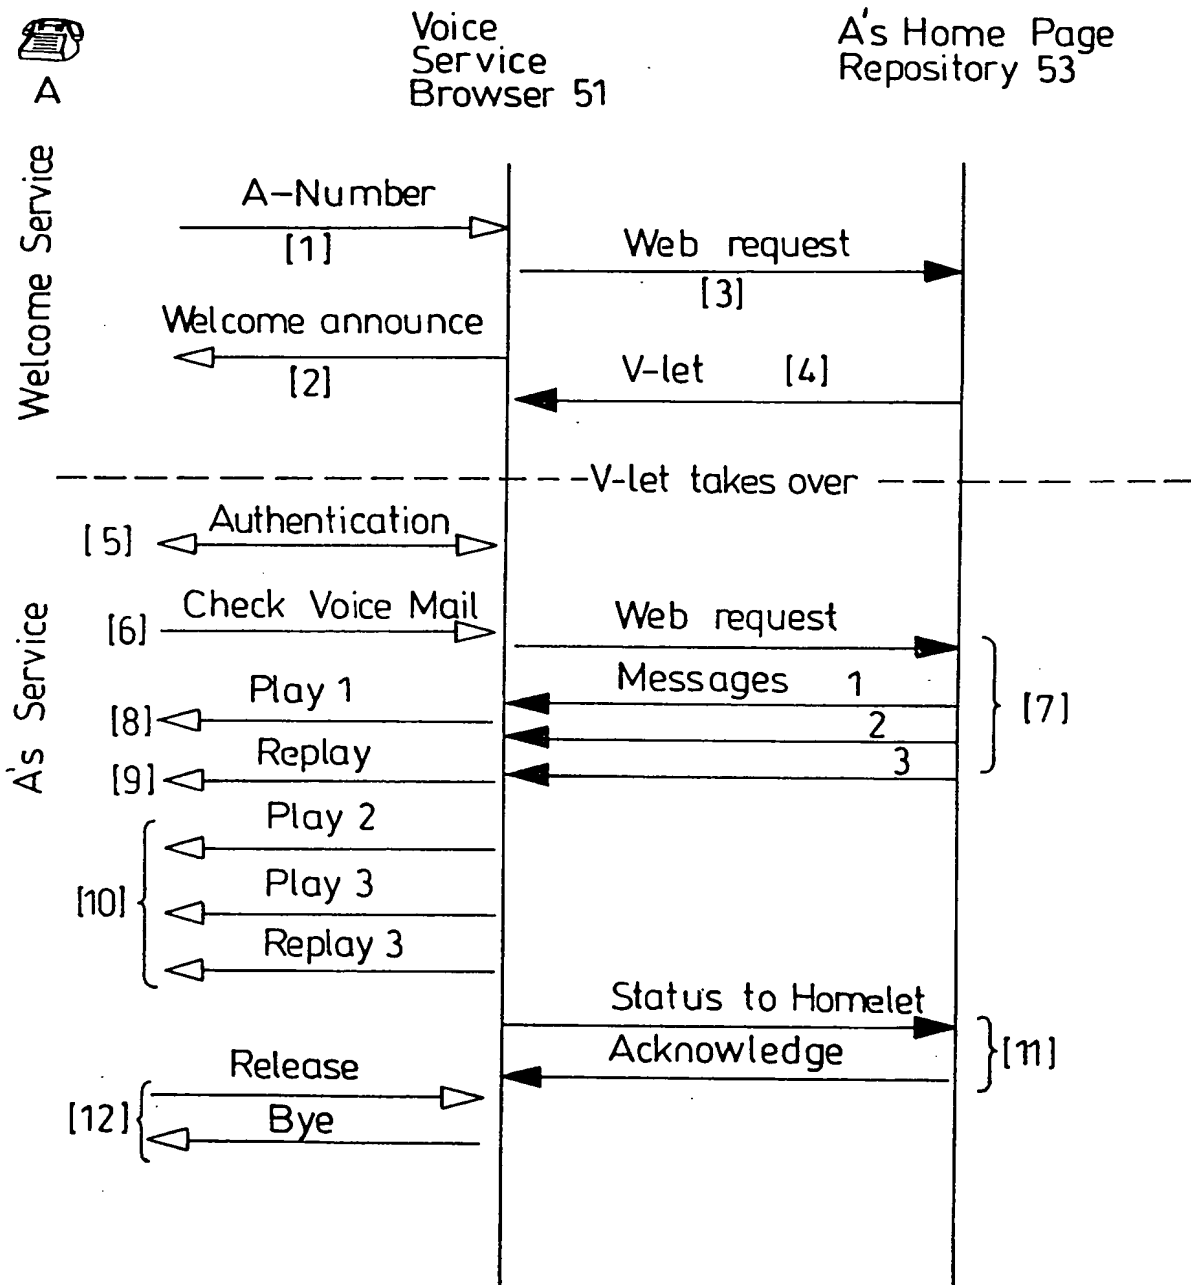 A
Voice
Service
Browser 51
A's Home Page
Repository 53
Welcome Service
A-Number
[1]
Web request
[3]
Welcome announce
[2]
V-let [4]
V-let takes over
A's Service
[5] Authentication
[6] Check Voice Mail
Web request
Messages 1
2
3
[7]
[8] Play 1
[9] Replay
[10]
Play 2
Play 3
Replay 3
Status to Homelet
Acknowledge
[11]
[12]
Release
Bye